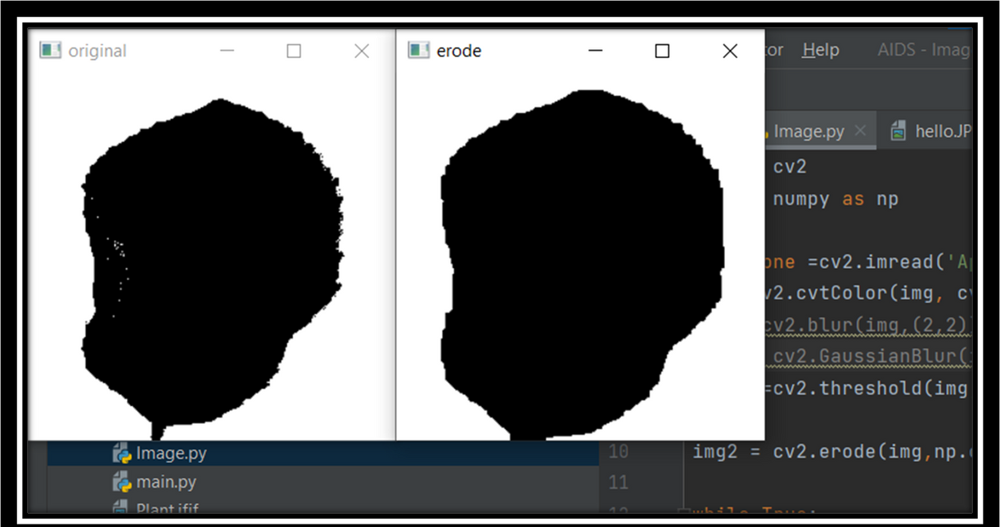 original
erode
or Help AIDS - Imag
Image.py hello.JP
cv2
numpy as np
one =cv2.imread('A
v2.cvtColor(img, cv
cv2.blur(img,(2,2)
cv2.GaussianBlur(
=cv2.threshold(img
Image.py
10 img2 = cv2.erode(img,np.
main.py
11
Plant.jfif
12 while True: